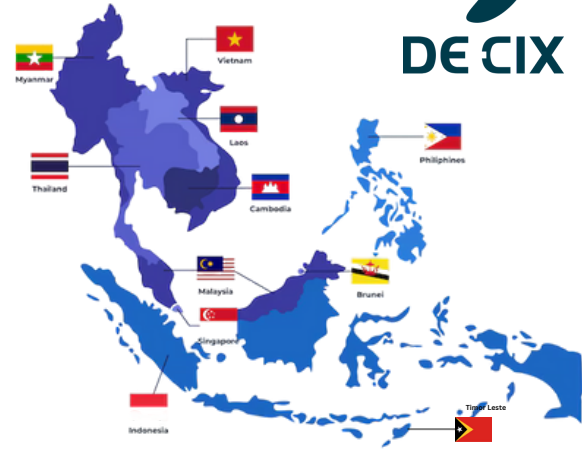 DE CIX
Vietnam
Myanmar
Laos
Philiphines
Thailand
Cambodia
Malaysia
Brunei
Singapore
Timor Leste
Indonesia